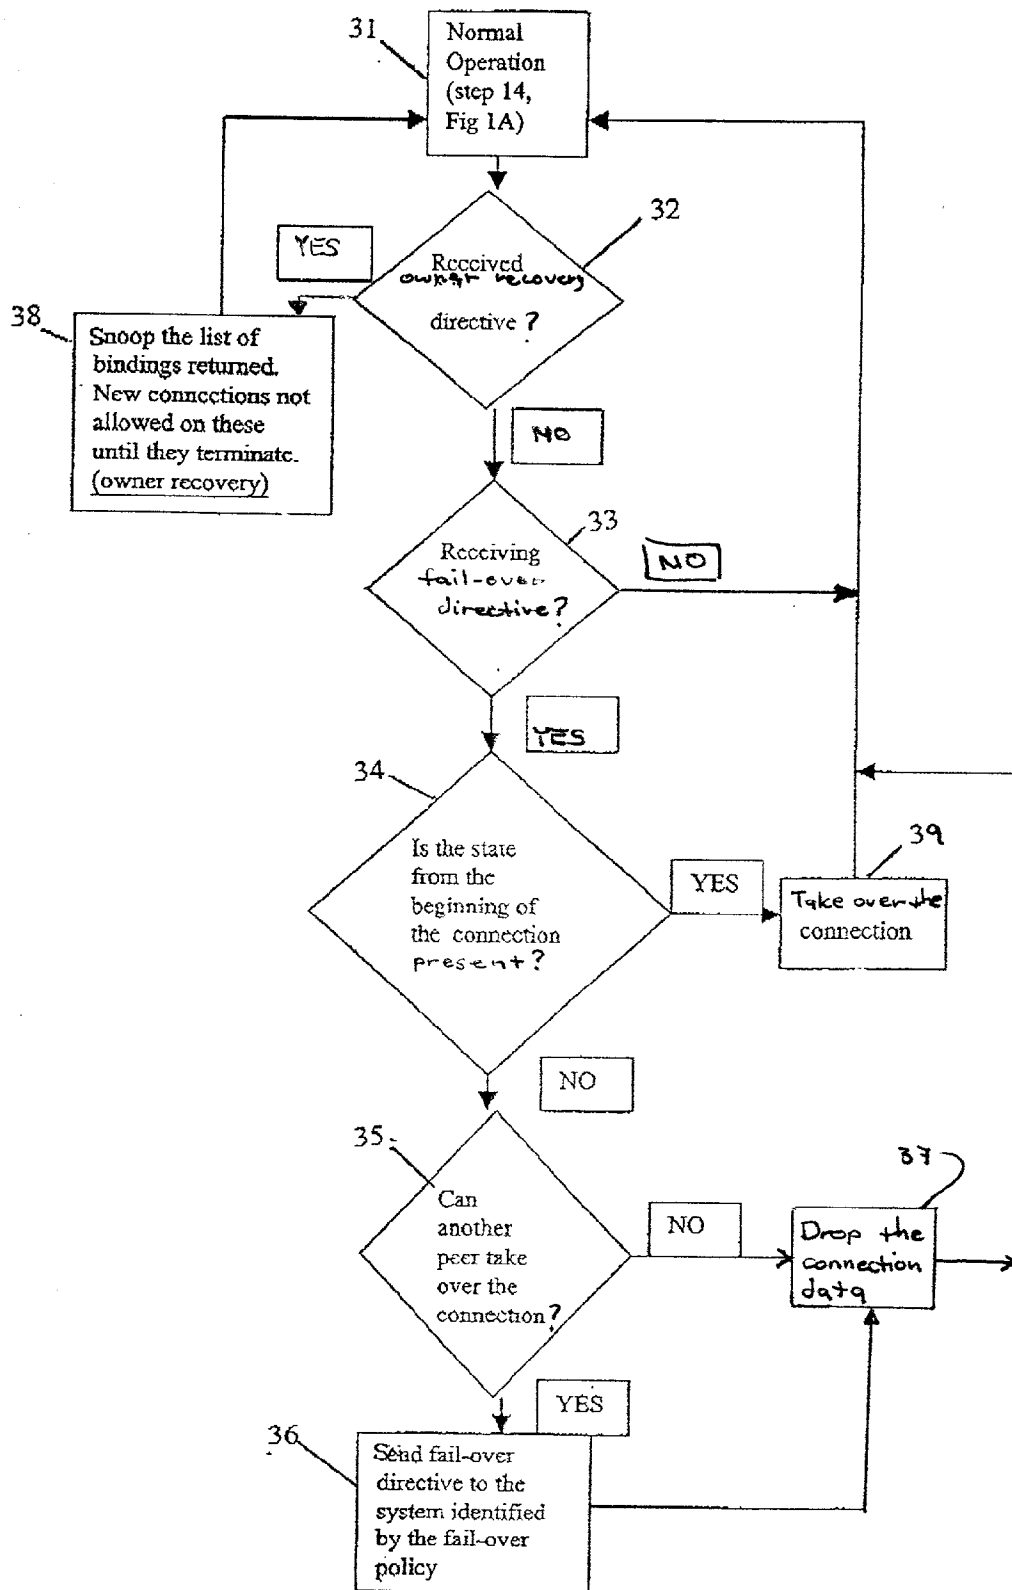 31
Normal
Operation
(step 14,
Fig 1A)
32
YES
Received
owner recovery
directive ?
38
Snoop the list of
bindings returned.
New connections not
allowed on these
until they terminate.
(owner recovery)
NO
33
Receiving
fail-over
directive?
NO
YES
34
Is the state
from the
beginning of
the connection
present?
YES
39
Take over the
connection
NO
35
Can
another
peer take
over the
connection?
NO
37
Drop the
connection
data
YES
36
Send fail-over
directive to the
system identified
by the fail-over
policy